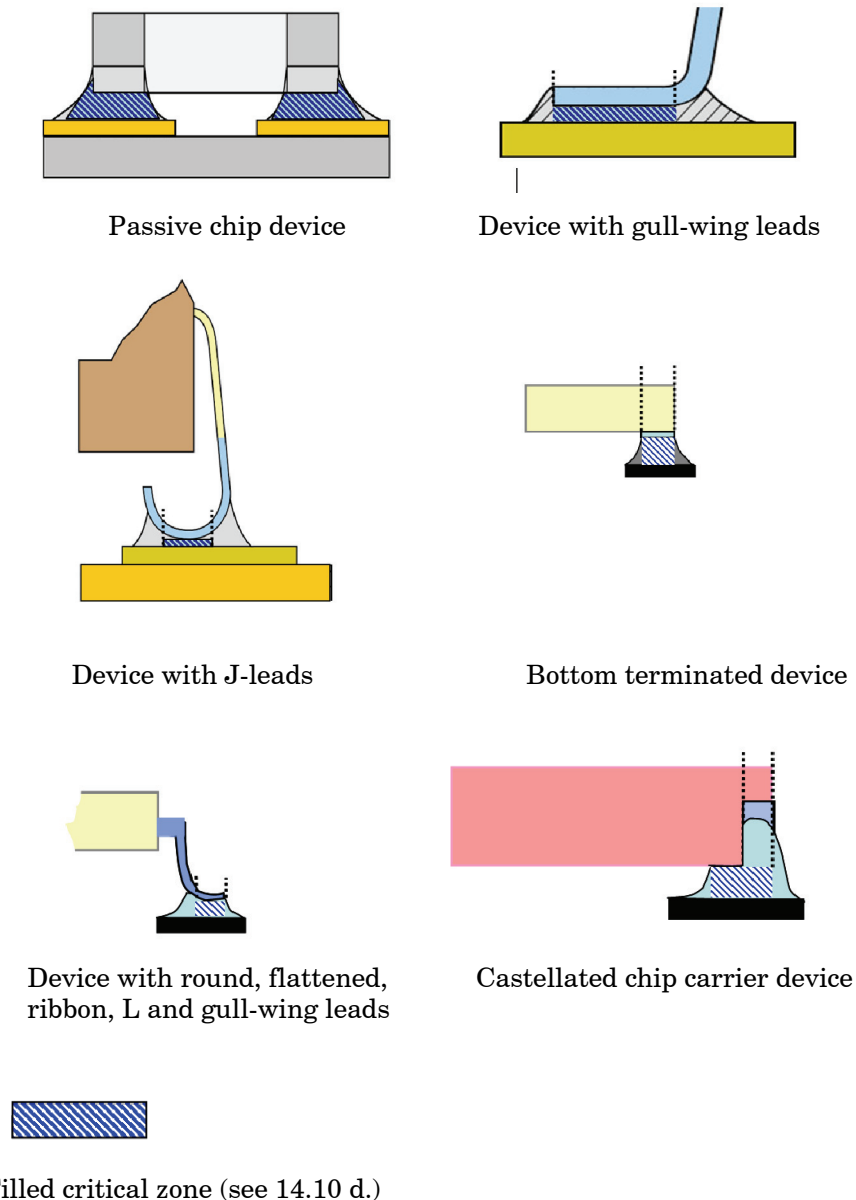 Passive chip device
Device with gull-wing leads
Device with J-leads
Bottom terminated device
Device with round, flattened,
ribbon, L and gull-wing leads
Castellated chip carrier device
illed critical zone (see 14.10 d.)